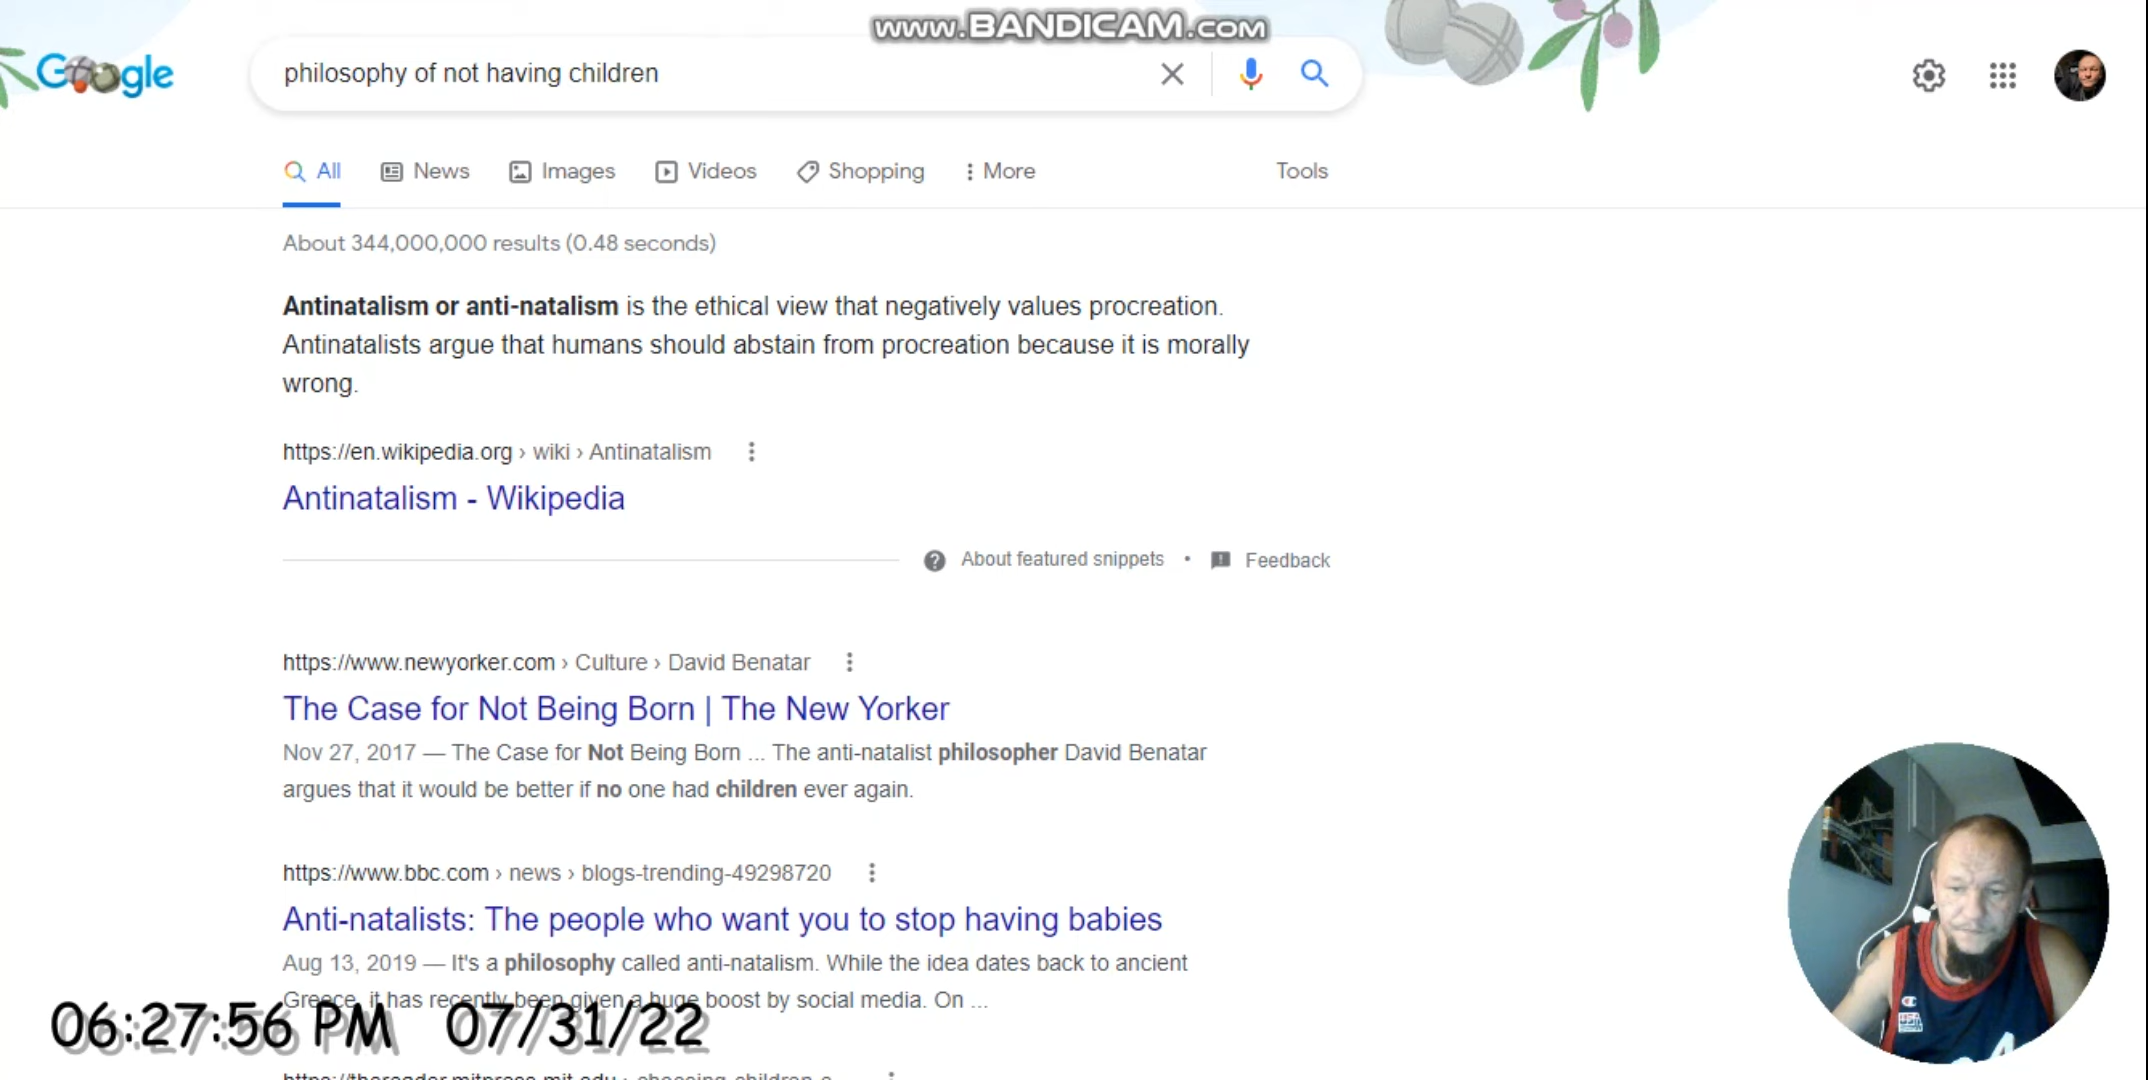 www.BANDICAM.com
Google
philosophy of not having children
All News Images Videos Shopping More Tools
About 344,000,000 results (0.48 seconds)
Antinatalism or anti-natalism is the ethical view that negatively values procreation.
Antinatalists argue that humans should abstain from procreation because it is morally
wrong.
https://en.wikipedia.org › wiki › Antinatalism
Antinatalism - Wikipedia
About featured snippets • Feedback
https://www.newyorker.com › Culture › David Benatar
The Case for Not Being Born | The New Yorker
Nov 27, 2017 — The Case for Not Being Born ... The anti-natalist philosopher David Benatar
argues that it would be better if no one had children ever again.
https://www.bbc.com › news › blogs-trending-49298720
Anti-natalists: The people who want you to stop having babies
Aug 13, 2019 — It's a philosophy called anti-natalism. While the idea dates back to ancient
Greece, it has recently been given a huge boost by social media. On ...
06:27:56 PM 07/31/22
https://thereader.mitpress.mit.edu › choosing-children-e...